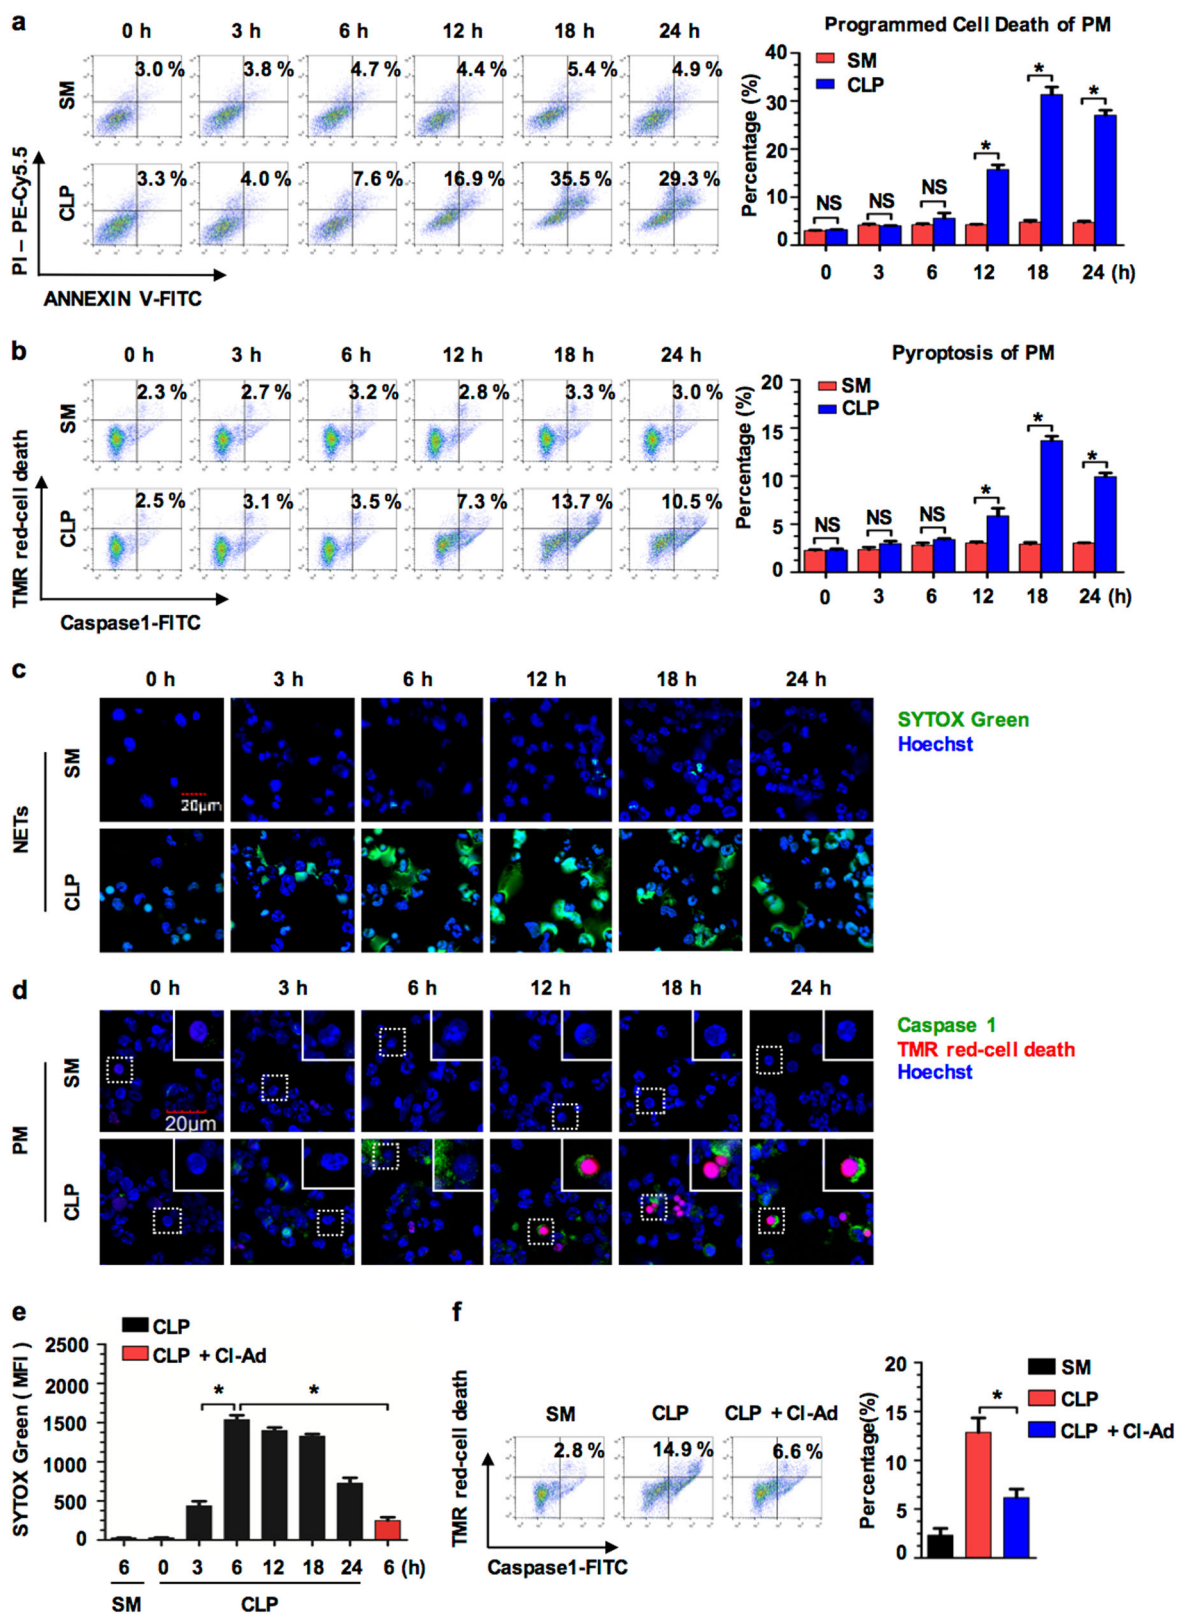 a
0 h 3 h 6 h 12 h 18 h 24 h
SM
3.0 % 3.8 % 4.7 % 4.4 % 5.4 % 4.9 %
CLP
3.3 % 4.0 % 7.6% 16.9% 35.5% 29.3 %
PI – PE-Cy5.5
ANNEXIN V-FITC
Programmed Cell Death of PM
SM
CLP
Percentage (%)
40
30
20
10
0
NS NS NS * * *
0 3 6 12 18 24 (h)
b
0 h 3 h 6 h 12 h 18 h 24 h
SM
2.3 % 2.7 % 3.2 % 2.8 % 3.3 % 3.0 %
CLP
2.5 % 3.1 % 3.5 % 7.3 % 13.7 % 10.5 %
TMR red-cell death
Caspase1-FITC
Pyroptosis of PM
SM
CLP
Percentage (%)
20
15
10
5
0
NS NS NS * * *
0 3 6 12 18 24 (h)
c
0 h 3 h 6 h 12 h 18 h 24 h
NETs
SM
20μm
CLP
SYTOX Green
Hoechst
d
0 h 3 h 6 h 12 h 18 h 24 h
PM
SM
20μm
CLP
Caspase 1
TMR red-cell death
Hoechst
e
CLP
CLP + Cl-Ad
SYTOX Green ( MFI )
2500
2000
1500
1000
500
0
* *
6 0 3 6 12 18 24 6 (h)
SM CLP
f
TMR red-cell death
SM CLP CLP + Cl-Ad
2.8 % 14.9 % 6.6 %
Caspase1-FITC
SM
CLP
CLP + Cl-Ad
Percentage(%)
20
15
10
5
0
*